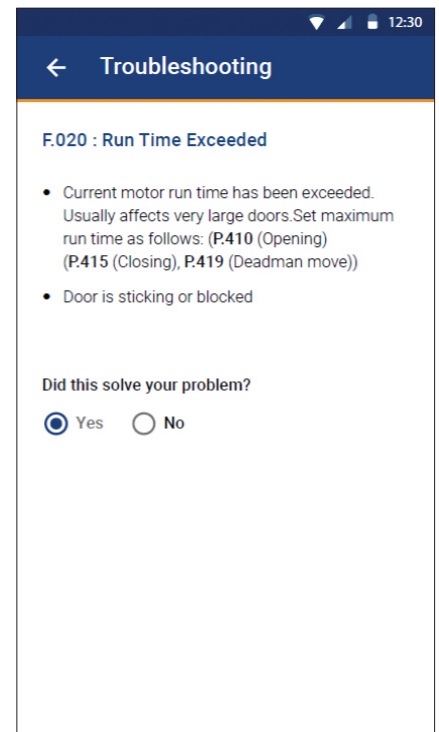 12:30
Troubleshooting
F.020 : Run Time Exceeded
• Current motor run time has been exceeded.
Usually affects very large doors.Set maximum
run time as follows: (P.410 (Opening)
(P.415 (Closing), P.419 (Deadman move))
• Door is sticking or blocked
Did this solve your problem?
Yes No